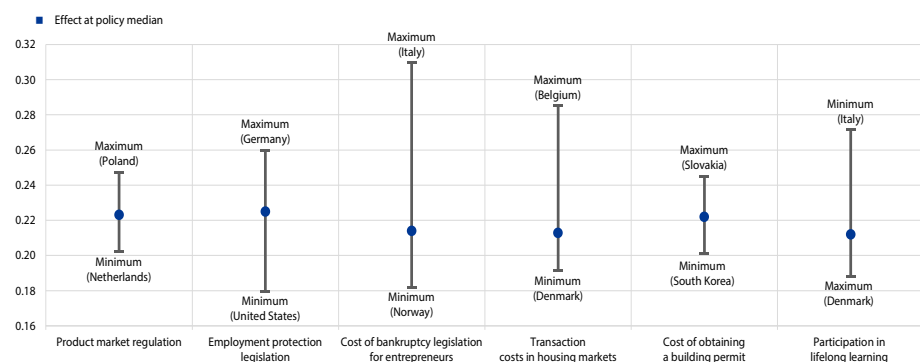 Effect at policy median
0.32
0.30
0.28
0.26
0.24
0.22
0.20
0.18
0.16
Maximum
(Poland)
Minimum
(Netherlands)
Maximum
(Germany)
Minimum
(United States)
Maximum
(Italy)
Minimum
(Norway)
Maximum
(Belgium)
Minimum
(Denmark)
Maximum
(Slovakia)
Minimum
(South Korea)
Minimum
(Italy)
Maximum
(Denmark)
Product market regulation
Employment protection
legislation
Cost of bankruptcy legislation
for entrepreneurs
Transaction
costs in housing markets
Cost of obtaining
a building permit
Participation in
lifelong learning